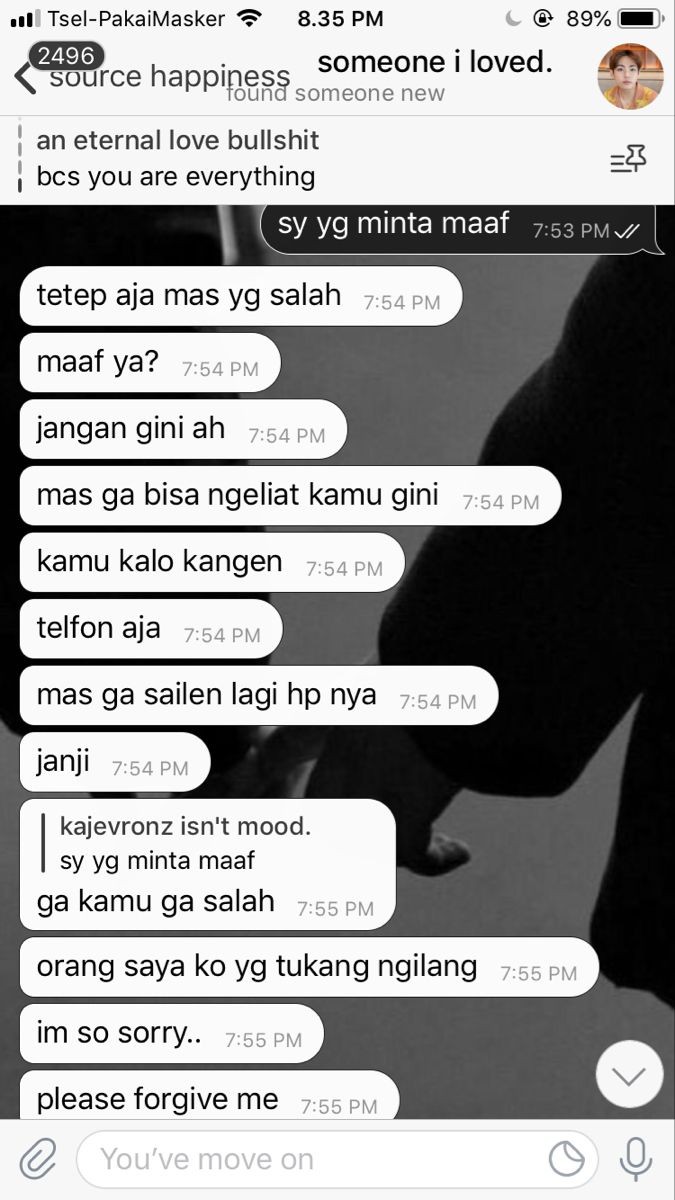 Tsel-PakaiMasker 8.35 PM 89%
2496
source happiness
someone i loved.
found someone new
an eternal love bullshit
bcs you are everything
sy yg minta maaf 7:53 PM
tetep aja mas yg salah 7:54 PM
maaf ya? 7:54 PM
jangan gini ah 7:54 PM
mas ga bisa ngeliat kamu gini 7:54 PM
kamu kalo kangen 7:54 PM
telfon aja 7:54 PM
mas ga sailen lagi hp nya 7:54 PM
janji 7:54 PM
kajevronz isn't mood.
sy yg minta maaf
ga kamu ga salah 7:55 PM
orang saya ko yg tukang ngilang 7:55 PM
im so sorry.. 7:55 PM
please forgive me 7:55 PM
You’ve move on